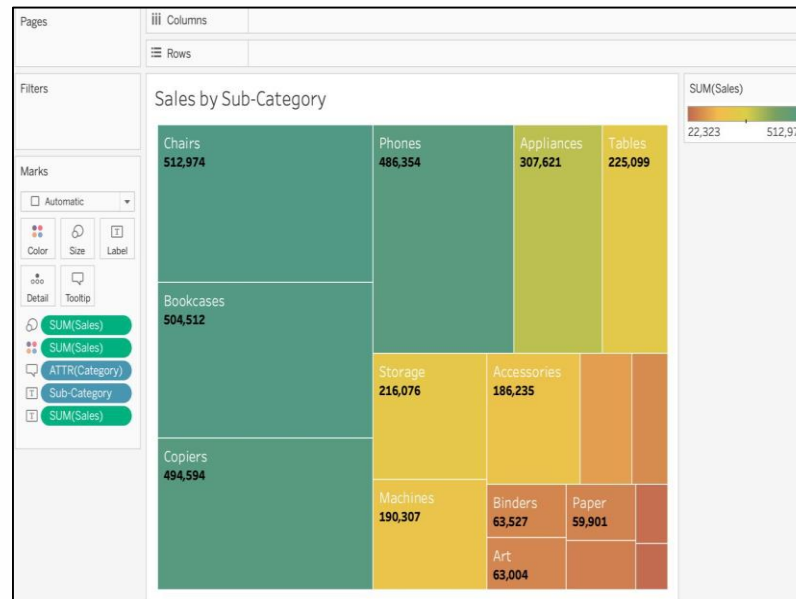 Pages
Columns
Rows
Filters
Marks
Automatic
Color Size Label
Detail Tooltip
SUM(Sales)
SUM(Sales)
ATTR(Category)
Sub-Category
SUM(Sales)
Sales by Sub-Category
Chairs
512,974
Phones
486,354
Appliances
307,621
Tables
225,099
Bookcases
504,512
Storage
216,076
Accessories
186,235
Copiers
494,594
Machines
190,307
Binders
63,527
Paper
59,901
Art
63,004
SUM(Sales)
22,323